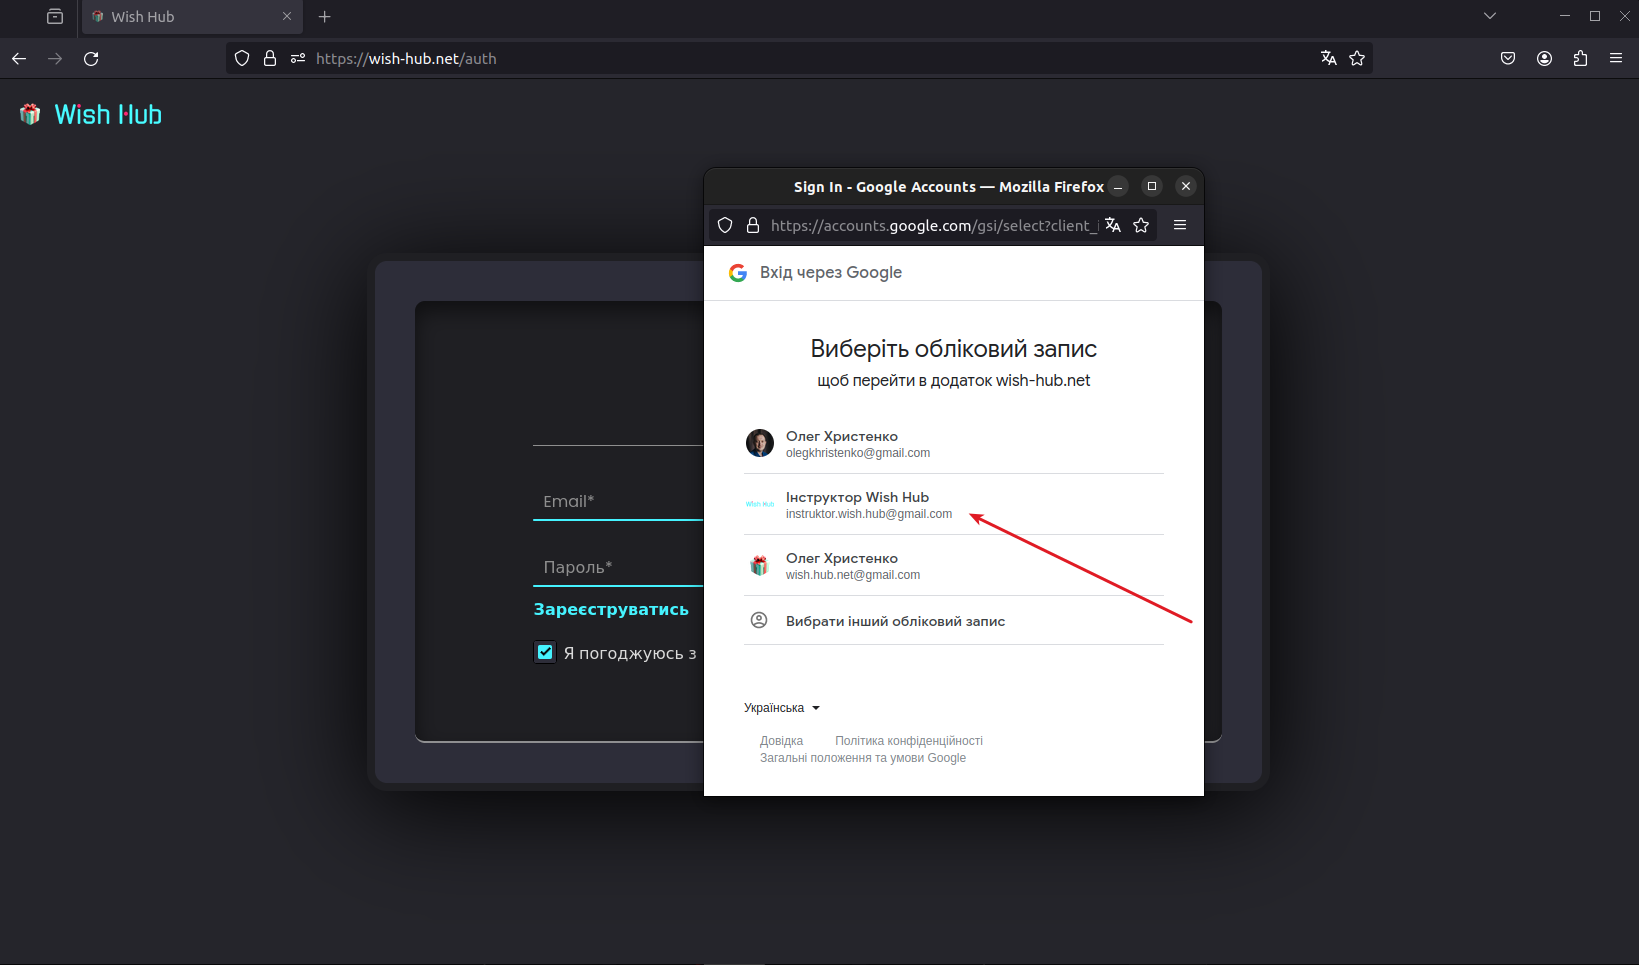 Wish Hub
https://wish-hub.net/auth
Wish Hub
Sign In - Google Accounts — Mozilla Firefox
https://accounts.google.com/gsi/select?client_i
Вхід через Google
Виберіть обліковий запис
щоб перейти в додаток wish-hub.net
Олег Христенко
olegkhristenko@gmail.com
Wish Hub
Інструктор Wish Hub
instruktor.wish.hub@gmail.com
Олег Христенко
wish.hub.net@gmail.com
Вибрати інший обліковий запис
Українська
Довідка Політика конфіденційності
Загальні положення та умови Google
Email*
Пароль*
Зареєструватись
Я погоджуюсь з